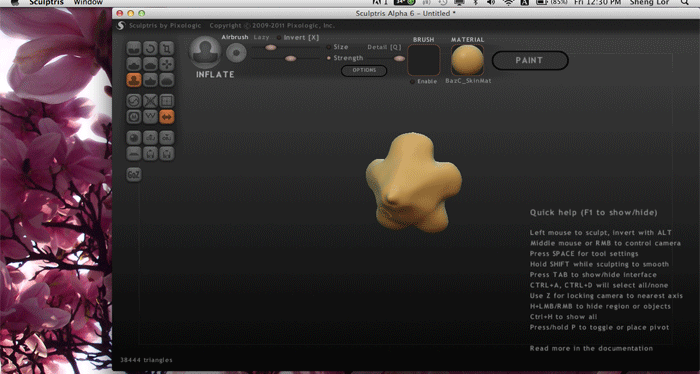 Sculptris Window (85%) Fri 12:30 PM Sheng Lor
Sculptris Alpha 6 – Untitled *
Sculptris by Pixologic Copyright © 2009-2011 Pixologic, Inc.
Airbrush Lazy Invert [X]
Size Detail [Q]
Strength
INFLATE
OPTIONS
BRUSH
Enable
MATERIAL
BazC_SkinMat
PAINT
GoZ
Quick help (F1 to show/hide)
Left mouse to sculpt, invert with ALT
Middle mouse or RMB to control camera
Press SPACE for tool settings
Hold SHIFT while sculpting to smooth
Press TAB to show/hide interface
CTRL+A, CTRL+D will select all/none
Use Z for locking camera to nearest axis
H+LMB/RMB to hide region or objects
Ctrl+H to show all
Press/hold P to toggle or place pivot
Read more in the documentation
38444 triangles